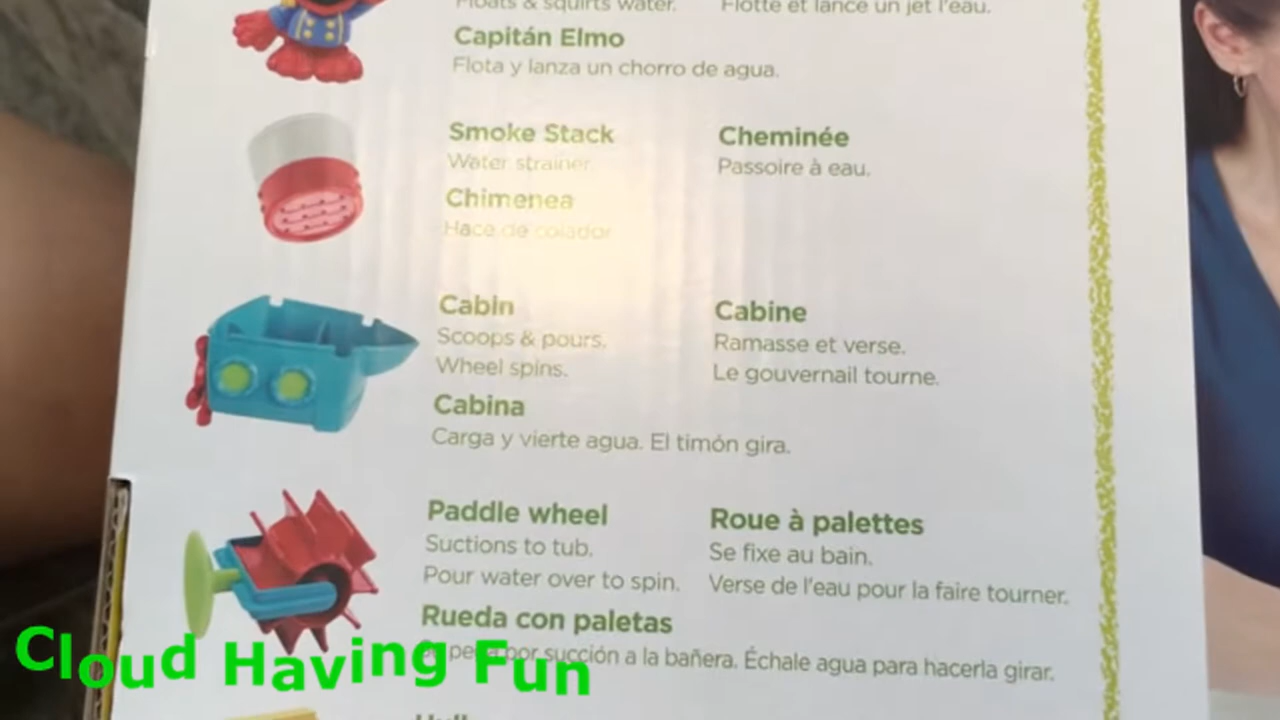 Floats & squirts water.
Flotte et lance un jet l'eau.
Capitán Elmo
Flota y lanza un chorro de agua.
Smoke Stack
Water strainer.
Cheminée
Passoire à eau.
Chimenea
Hace de colador
Cabin
Scoops & pours.
Wheel spins.
Cabine
Ramasse et verse.
Le gouvernail tourne.
Cabina
Carga y vierte agua. El timón gira.
Paddle wheel
Suctions to tub.
Pour water over to spin.
Roue à palettes
Se fixe au bain.
Verse de l'eau pour la faire tourner.
Rueda con paletas
Se pega por succión a la bañera. Échale agua para hacerla girar.
Cloud Having Fun